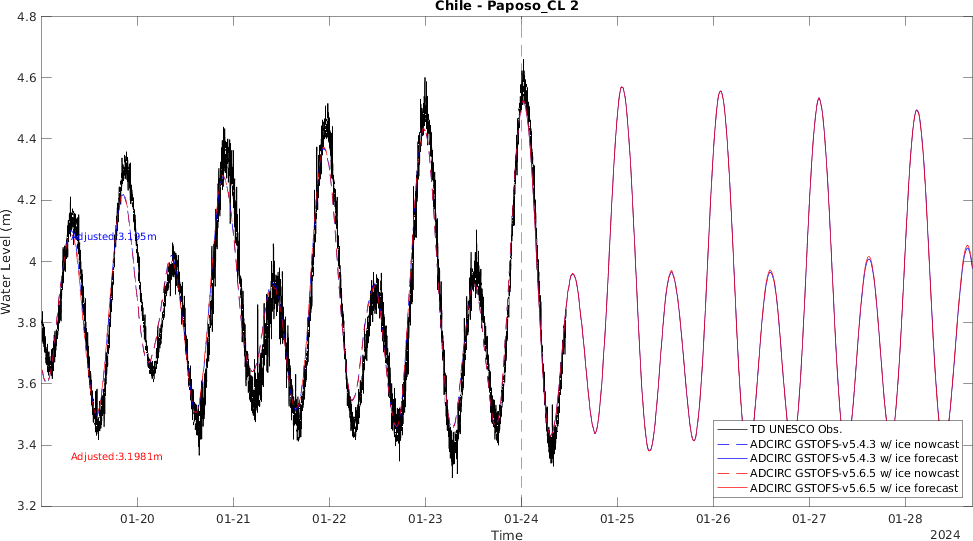 Chile - Paposo_CL 2
4.8
4.6
4.4
4.2
4
3.8
3.6
3.4
3.2
Water Level (m)
Adjusted:3.195m
Adjusted:3.1981m
TD UNESCO Obs.
ADCIRC GSTOFS-v5.4.3 w/ ice nowcast
ADCIRC GSTOFS-v5.4.3 w/ ice forecast
ADCIRC GSTOFS-v5.6.5 w/ ice nowcast
ADCIRC GSTOFS-v5.6.5 w/ ice forecast
01-20 01-21 01-22 01-23 01-24 01-25 01-26 01-27 01-28
Time
2024